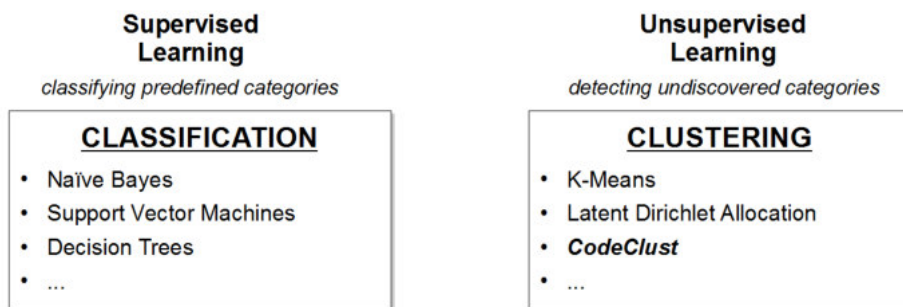 Supervised
Learning
classifying predefined categories
CLASSIFICATION
• Naïve Bayes
• Support Vector Machines
• Decision Trees
• ...
Unsupervised
Learning
detecting undiscovered categories
CLUSTERING
• K-Means
• Latent Dirichlet Allocation
• CodeClust
• ...